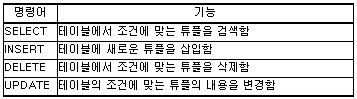 명령어 기능
SELECT 테이블에서 조건에 맞는 튜플을 검색함
INSERT 테이블에 새로운 튜플을 삽입함
DELETE 테이블에서 조건에 맞는 튜플을 삭제함
UPDATE 테이블의 조건에 맞는 튜플의 내용을 변경함